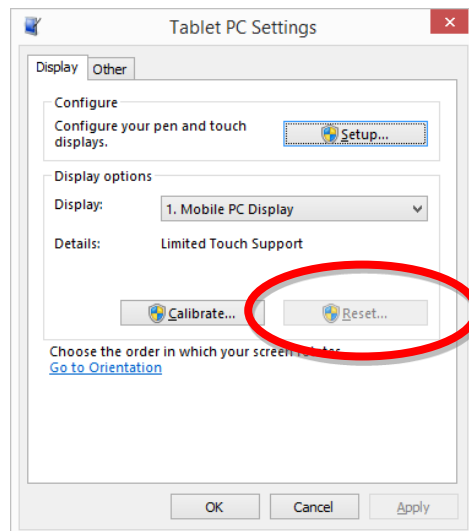 Tablet PC Settings
Display Other
Configure
Configure your pen and touch
displays.
Setup...
Display options
Display: 1. Mobile PC Display
Details: Limited Touch Support
Calibrate... Reset...
Choose the order in which your screen rotates.
Go to Orientation
OK Cancel Apply